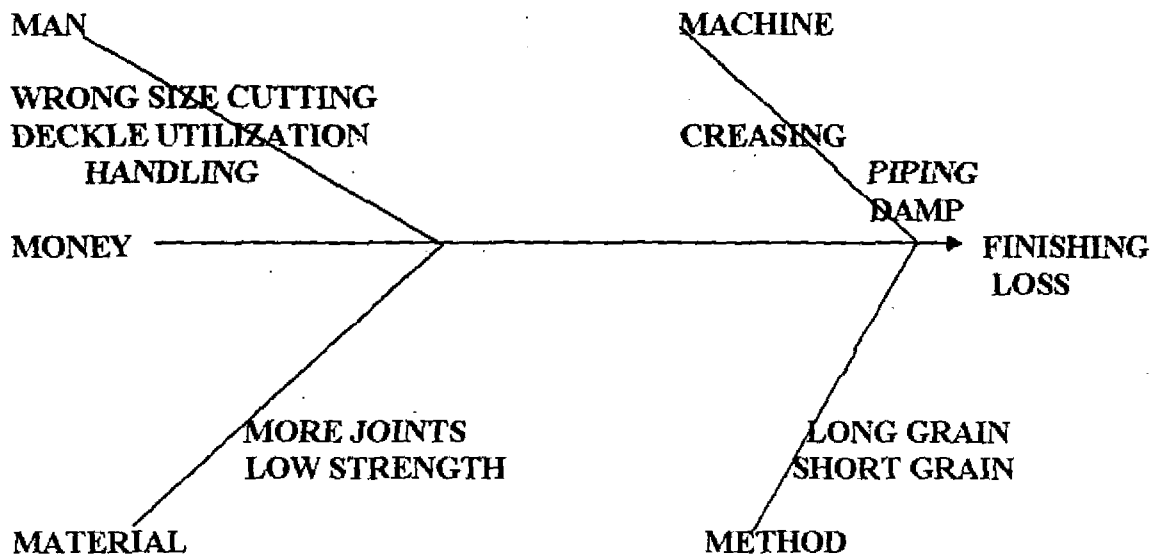 MAN
MACHINE
WRONG SIZE CUTTING
DECKLE UTILIZATION
HANDLING
CREASING
PIPING
DAMP
MONEY
FINISHING
LOSS
MORE JOINTS
LOW STRENGTH
LONG GRAIN
SHORT GRAIN
MATERIAL
METHOD